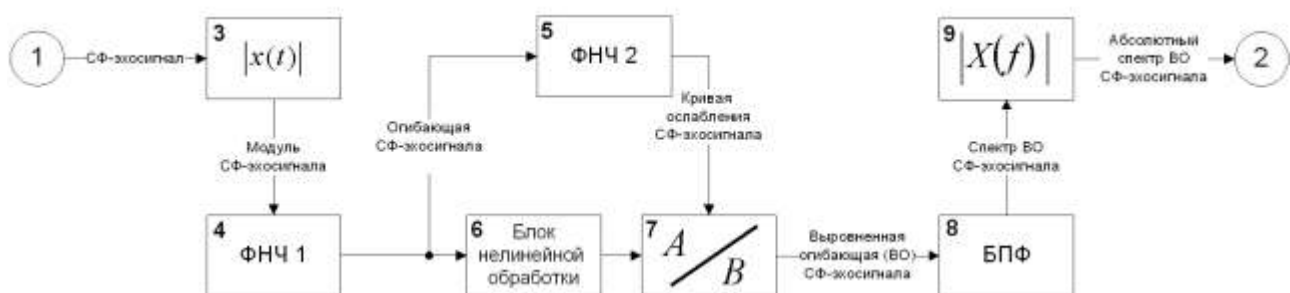 1
СФ-эхосигнал
3
|x(t)|
Модуль
СФ-эхосигнала
4
ФНЧ 1
Огибающая
СФ-эхосигнала
5
ФНЧ 2
Кривая
ослабления
СФ-эхосигнала
6
Блок
нелинейной
обработки
7
A
B
Выровненная
огибающая (ВО)
СФ-эхосигнала
8
БПФ
Спектр ВО
СФ-эхосигнала
9
|X(f)|
Абсолютный
спектр ВО
СФ-эхосигнала
2